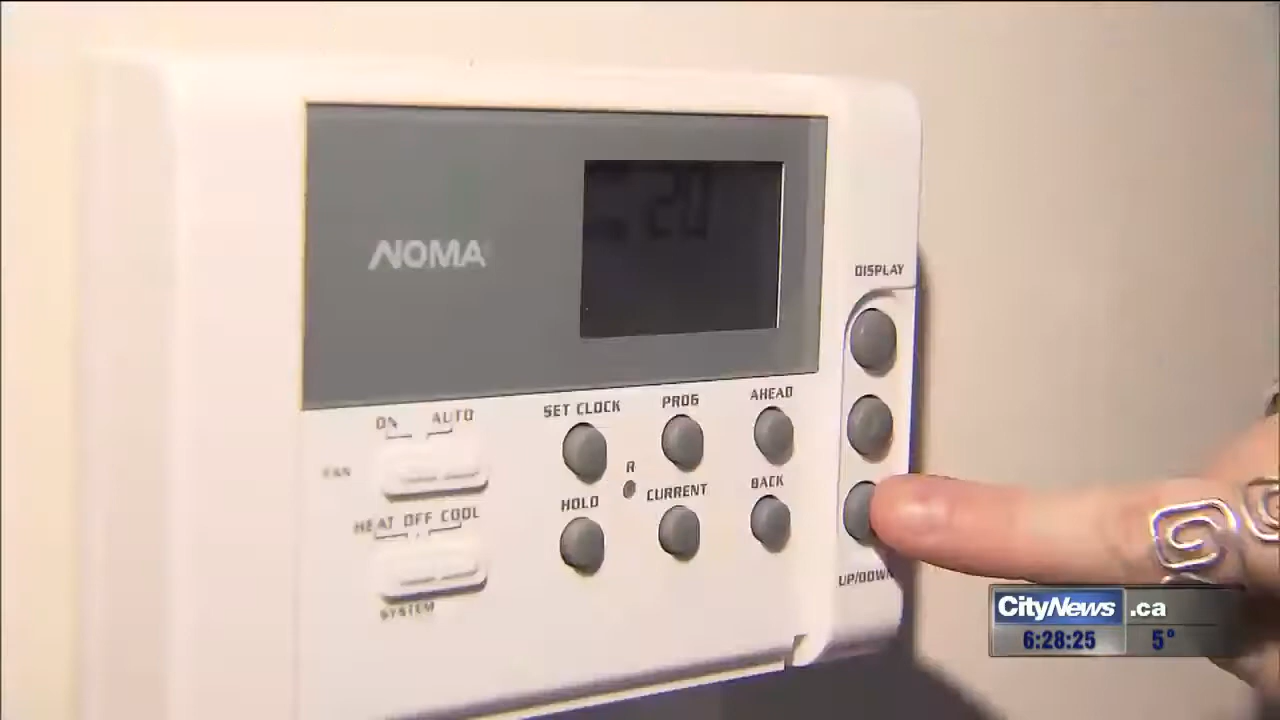 20
NOMA
DISPLAY
ON AUTO
FAN
HEAT OFF COOL
SYSTEM
SET CLOCK PROG AHEAD
R
HOLD CURRENT BACK
UP/DOWN
CityNews .ca
6:28:25 5°